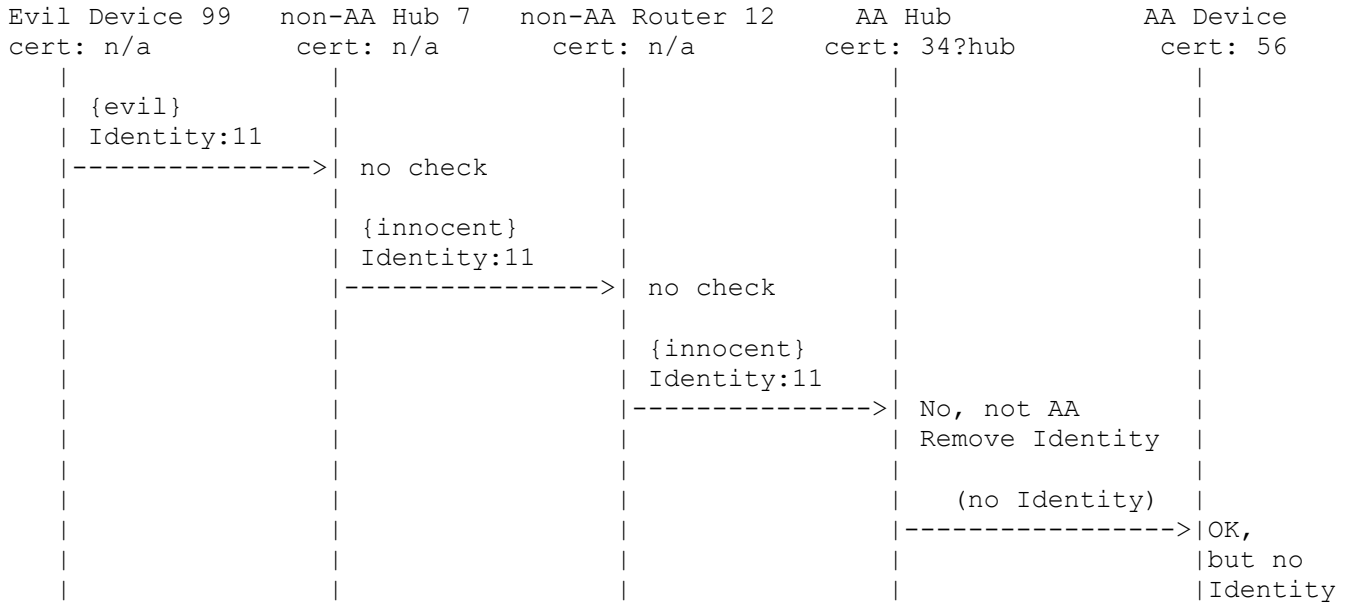 Evil Device 99   non-AA Hub 7   non-AA Router 12     AA Hub            AA Device
cert: n/a         cert: n/a       cert: n/a        cert: 34?hub         cert: 56
{evil}
Identity:11
no check
{innocent}
Identity:11
no check
{innocent}
Identity:11
No, not AA
Remove Identity
(no Identity)
OK,
but no
Identity